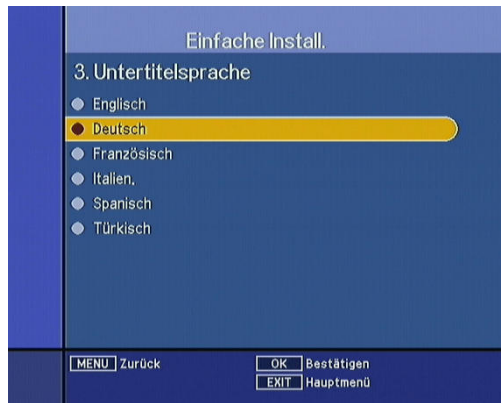 Einfache Install.
3. Untertitelsprache
Englisch
Deutsch
Französisch
Italien.
Spanisch
Türkisch
MENU Zurück
OK Bestätigen
EXIT Hauptmenü